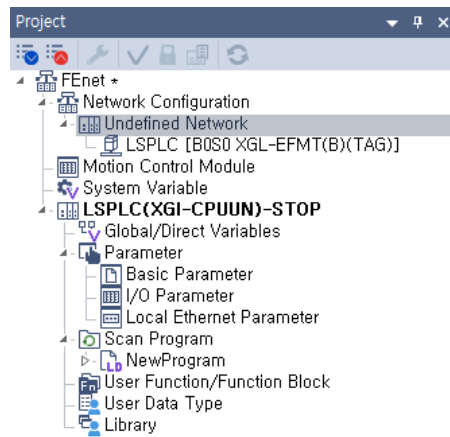 Project
FEnet *
Network Configuration
Undefined Network
LSPLC [B0S0 XGL-EFMT(B)(TAG)]
Motion Control Module
System Variable
LSPLC(XGI-CPUUN)-STOP
Global/Direct Variables
Parameter
Basic Parameter
I/O Parameter
Local Ethernet Parameter
Scan Program
NewProgram
User Function/Function Block
User Data Type
Library